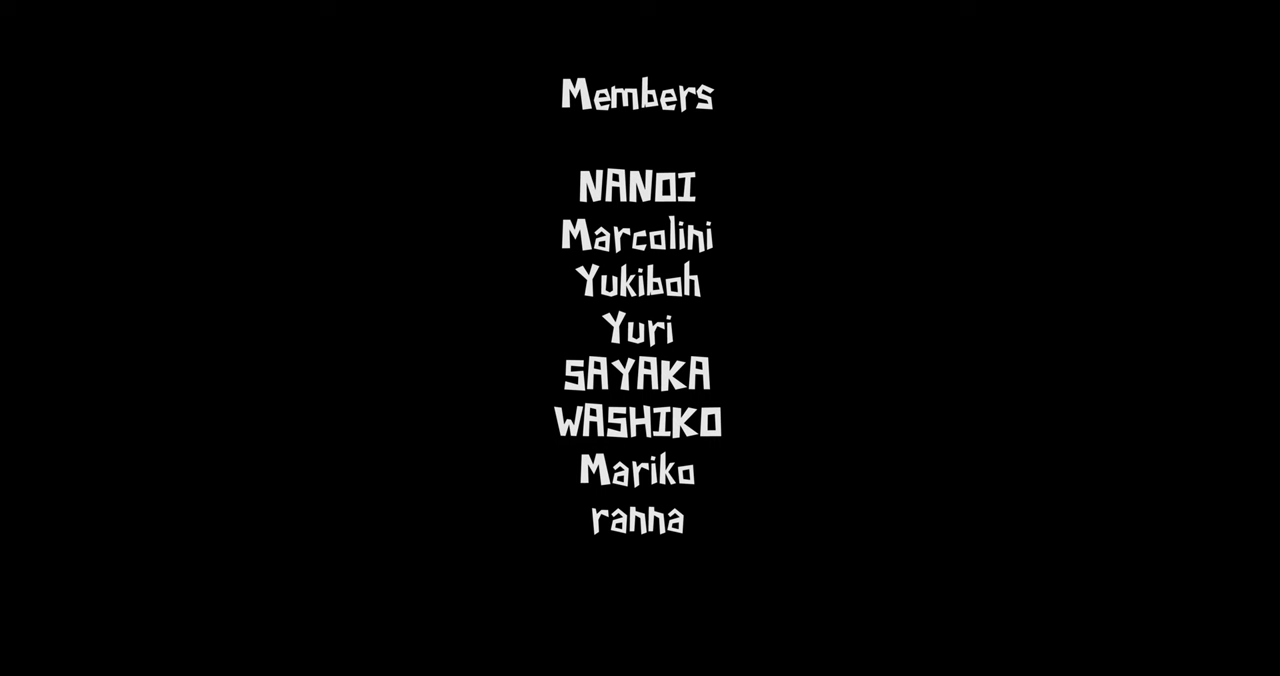 Members
NANOI
Marcolini
Yukiboh
Yuri
SAYAKA
WASHIKO
Mariko
ranna